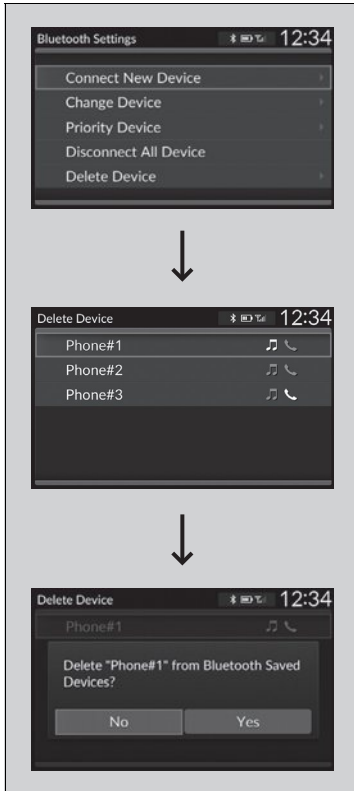 Bluetooth Settings 12:34
Connect New Device
Change Device
Priority Device
Disconnect All Device
Delete Device
Delete Device 12:34
Phone#1
Phone#2
Phone#3
Delete Device 12:34
Phone#1
Delete "Phone#1" from Bluetooth Saved
Devices?
No Yes